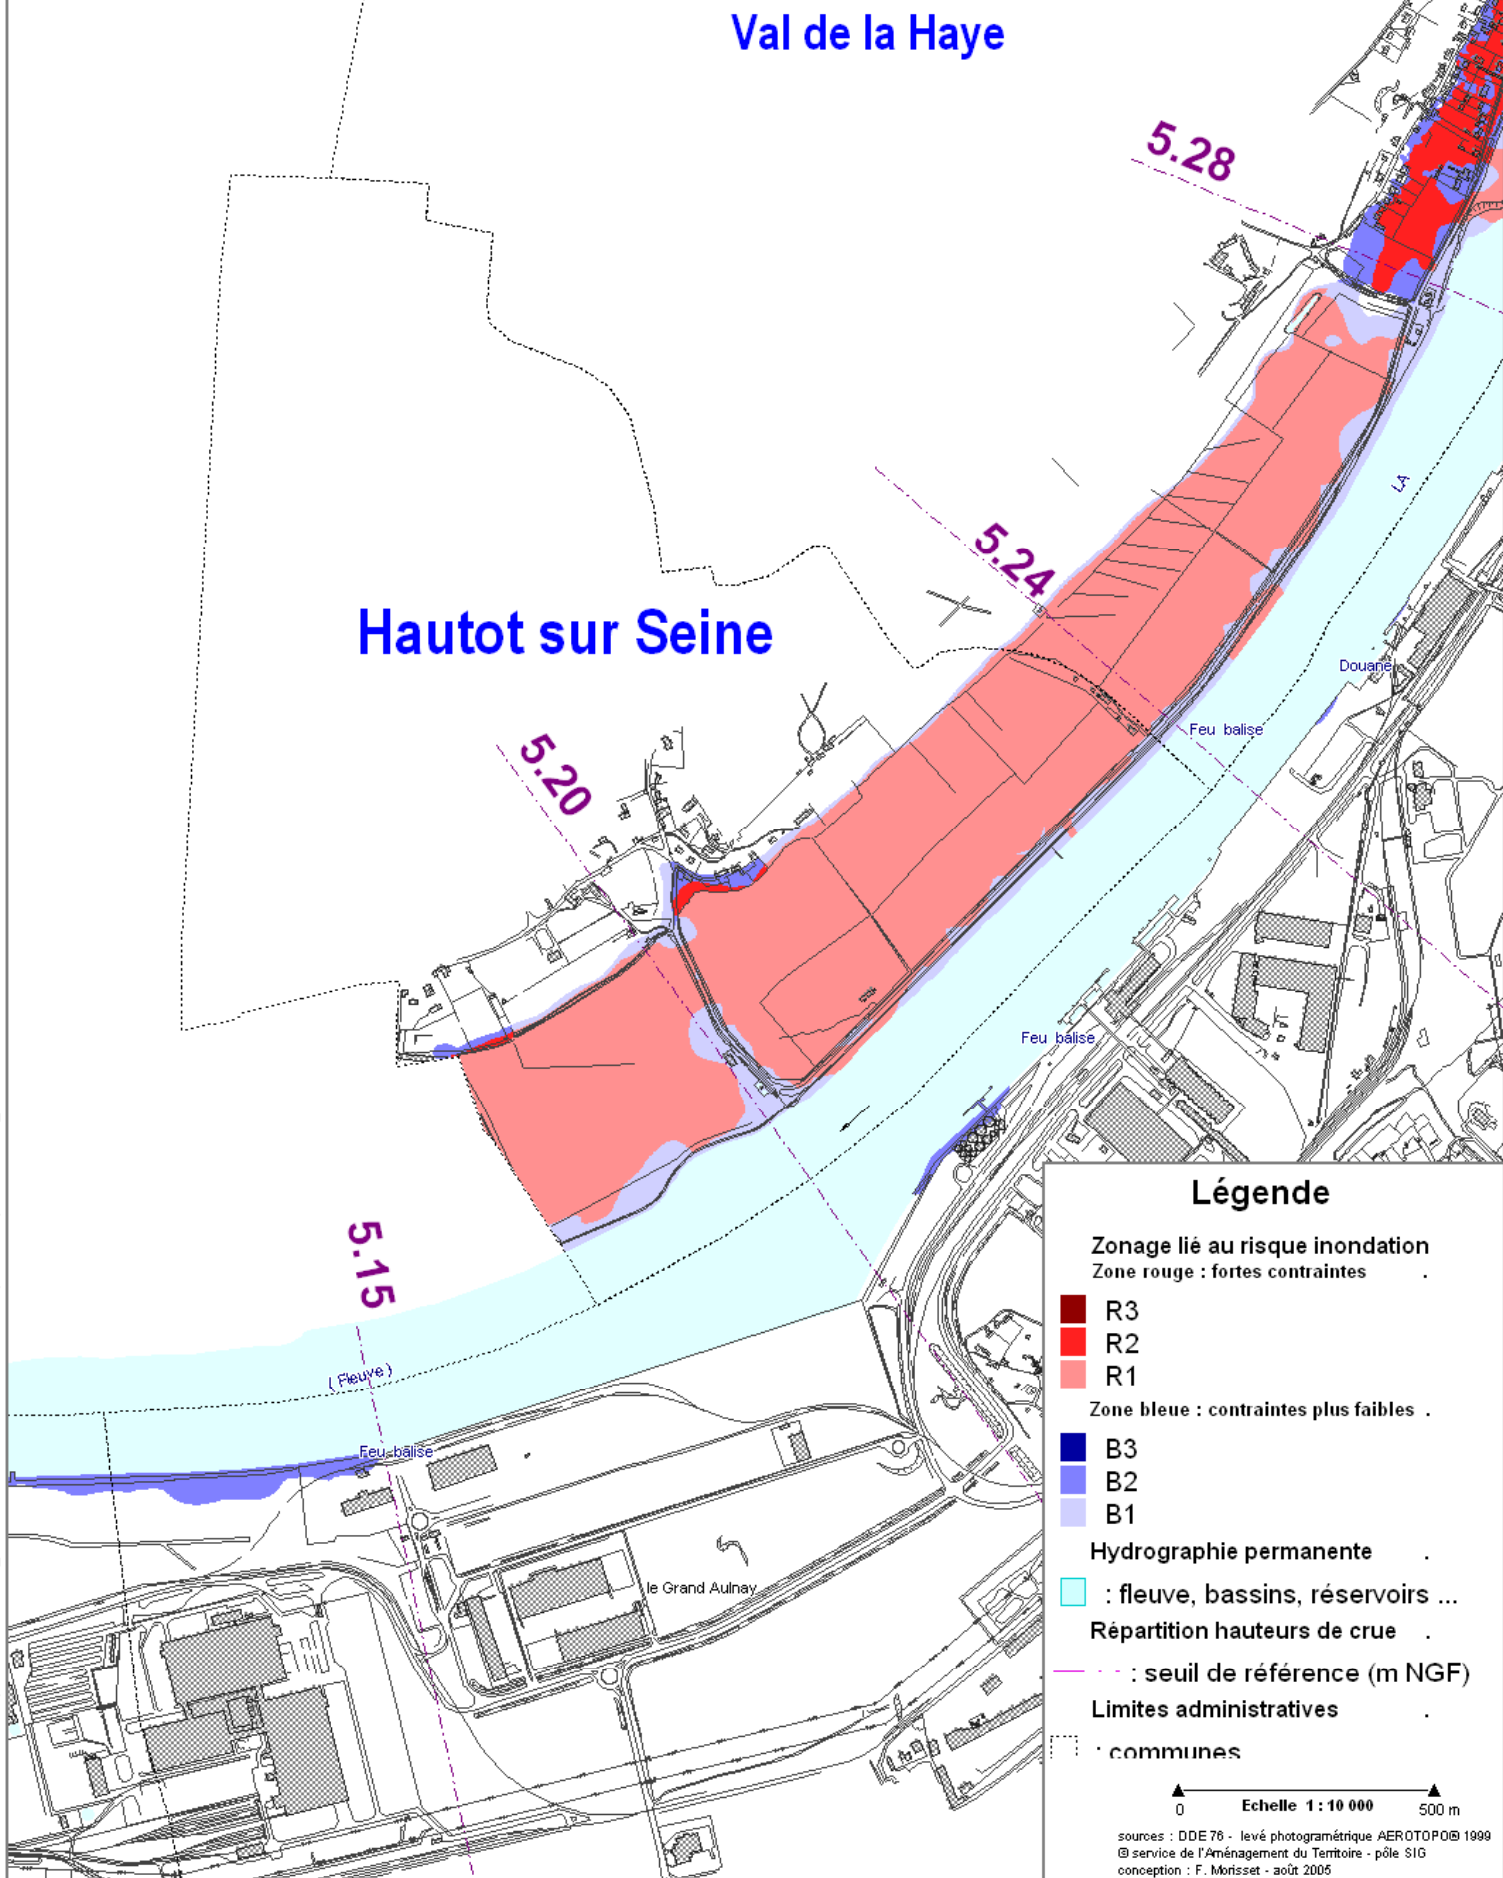 Val de la Haye
5.28
LA
5.24
Hautot sur Seine
Douane
Feu balise
5.20
Feu balise
5.15
(Fleuve)
Feu balise
le Grand Aulnay
Légende
Zonage lié au risque inondation
Zone rouge : fortes contraintes .
R3
R2
R1
Zone bleue : contraintes plus faibles .
B3
B2
B1
Hydrographie permanente .
: fleuve, bassins, réservoirs ...
Répartition hauteurs de crue .
: seuil de référence (m NGF)
Limites administratives .
: communes
0 Echelle 1 : 10 000 500 m
sources : DDE 76 - levé photogramétrique AEROTOPO® 1999
© service de l'Aménagement du Territoire - pôle SIG
conception : F. Morisset - août 2005